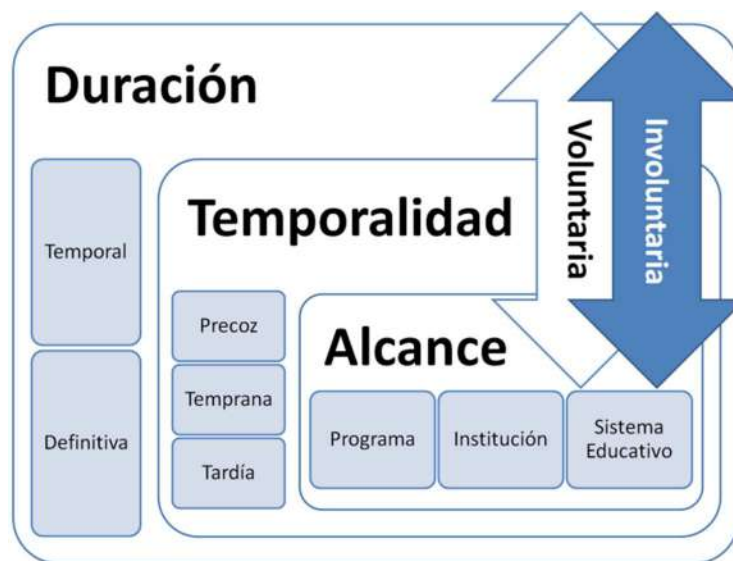 Duración
Voluntaria
Involuntaria
Temporal
Definitiva
Temporalidad
Precoz
Temprana
Tardía
Alcance
Programa
Institución
Sistema
Educativo